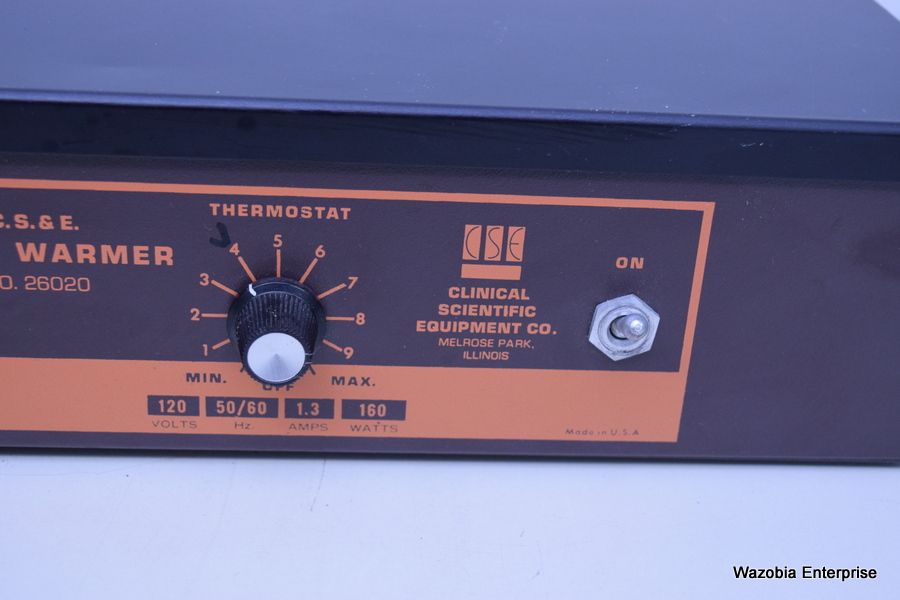 C.S.& E.
WARMER
O. 26020
THERMOSTAT
1 2 3 4 5 6 7 8 9
MIN. OFF MAX.
120 50/60 1.3 160
VOLTS Hz. AMPS WATTS
CSE
CLINICAL
SCIENTIFIC
EQUIPMENT CO.
MELROSE PARK,
ILLINOIS
ON
Made in U.S.A
Wazobia Enterprise